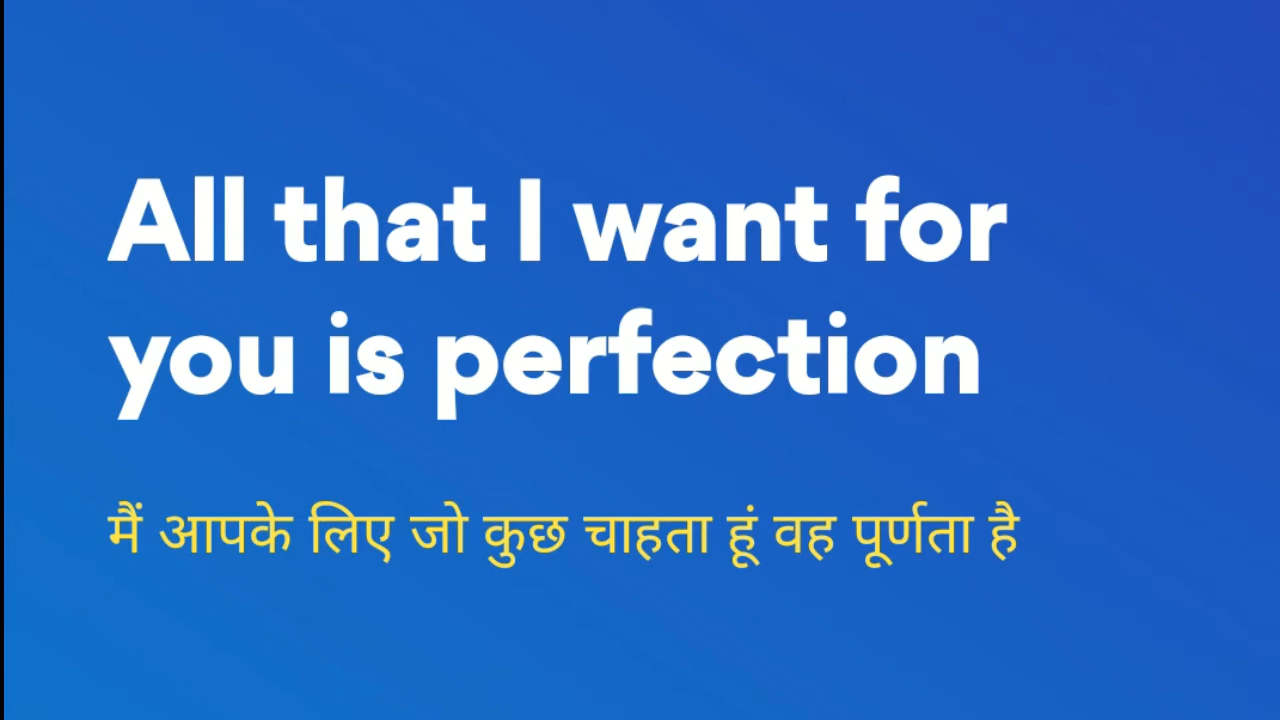 All that I want for
you is perfection
मैं आपके लिए जो कुछ चाहता हूं वह पूर्णता है